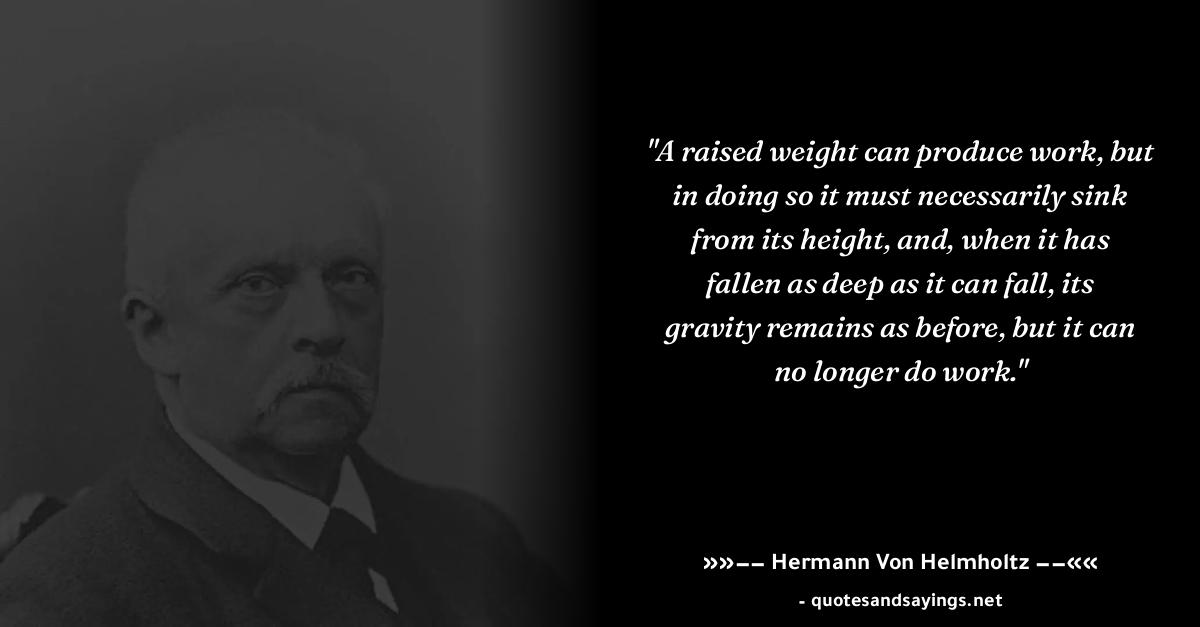 "A raised weight can produce work, but
in doing so it must necessarily sink
from its height, and, when it has
fallen as deep as it can fall, its
gravity remains as before, but it can
no longer do work."
»»−− Hermann Von Helmholtz −−««
- quotesandsayings.net